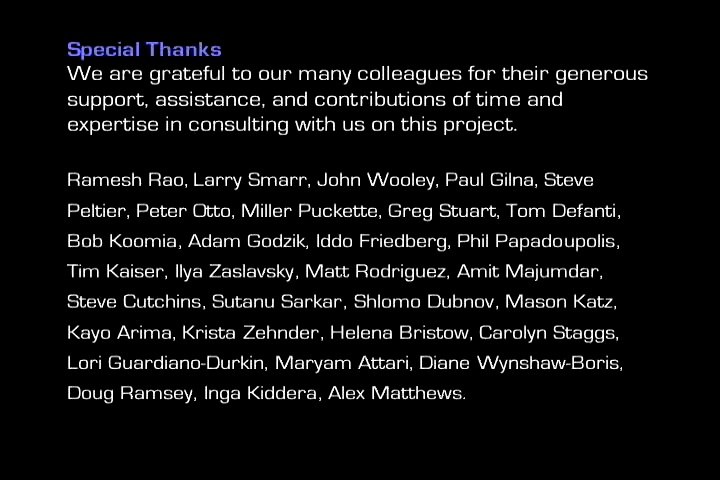 Special Thanks
We are grateful to our many colleagues for their generous
support, assistance, and contributions of time and
expertise in consulting with us on this project.
Ramesh Rao, Larry Smarr, John Wooley, Paul Gilna, Steve
Peltier, Peter Otto, Miller Puckette, Greg Stuart, Tom Defanti,
Bob Koomia, Adam Godzik, Iddo Friedberg, Phil Papadoupolis,
Tim Kaiser, Ilya Zaslavsky, Matt Rodriguez, Amit Majumdar,
Steve Cutchins, Sutanu Sarkar, Shlomo Dubnov, Mason Katz,
Kayo Arima, Krista Zehnder, Helena Bristow, Carolyn Staggs,
Lori Guardiano-Durkin, Maryam Attari, Diane Wynshaw-Boris,
Doug Ramsey, Inga Kiddera, Alex Matthews.